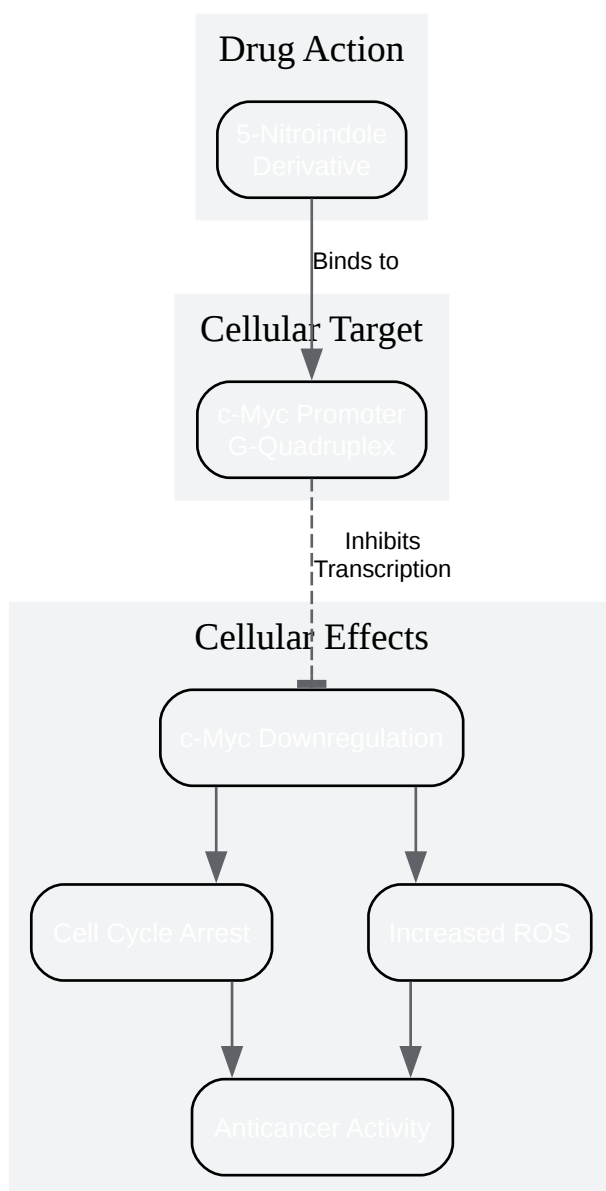 Drug Action
5-Nitroindole
Derivative
Binds to
Cellular Target
c-Myc Promoter
G-Quadruplex
Inhibits
Transcription
Cellular Effects
c-Myc Downregulation
Cell Cycle Arrest
Increased ROS
Anticancer Activity